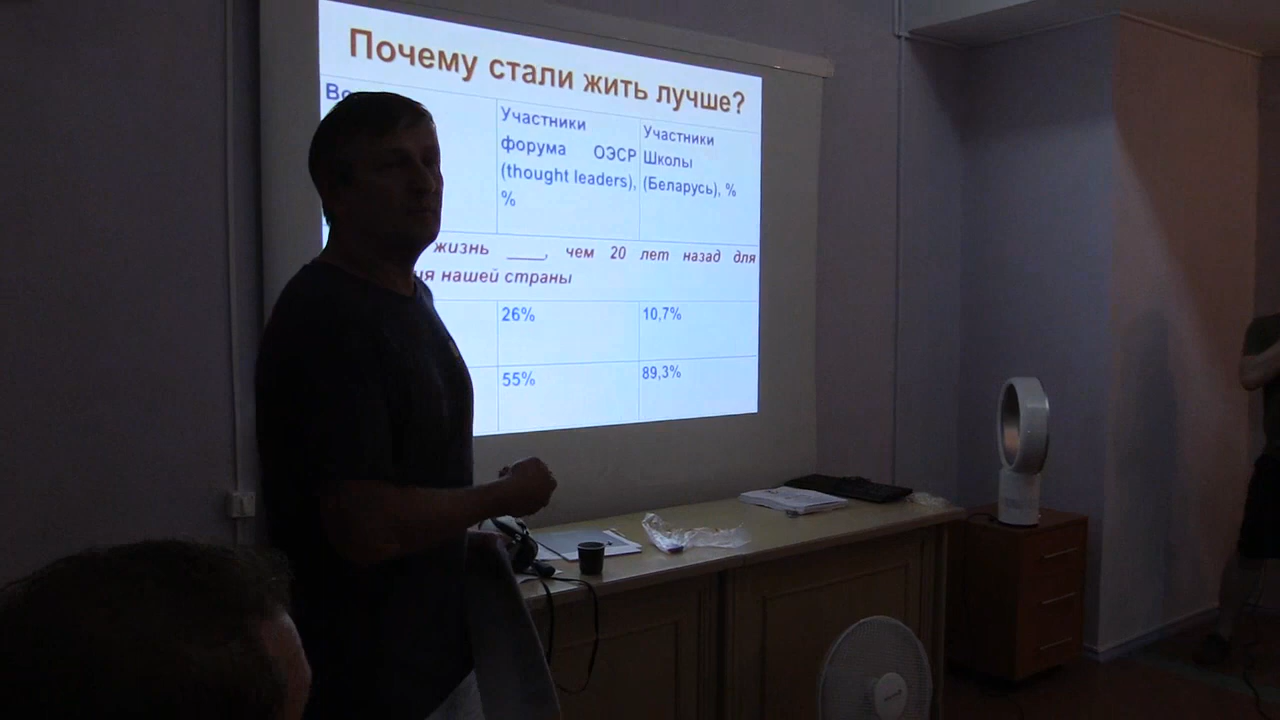 Почему стали жить лучше?
Участники
форума ОЭСР
(thought leaders),
%
Участники
Школы
(Беларусь), %
жизнь ____, чем 20 лет назад для
нашей страны
26%
10,7%
55%
89,3%